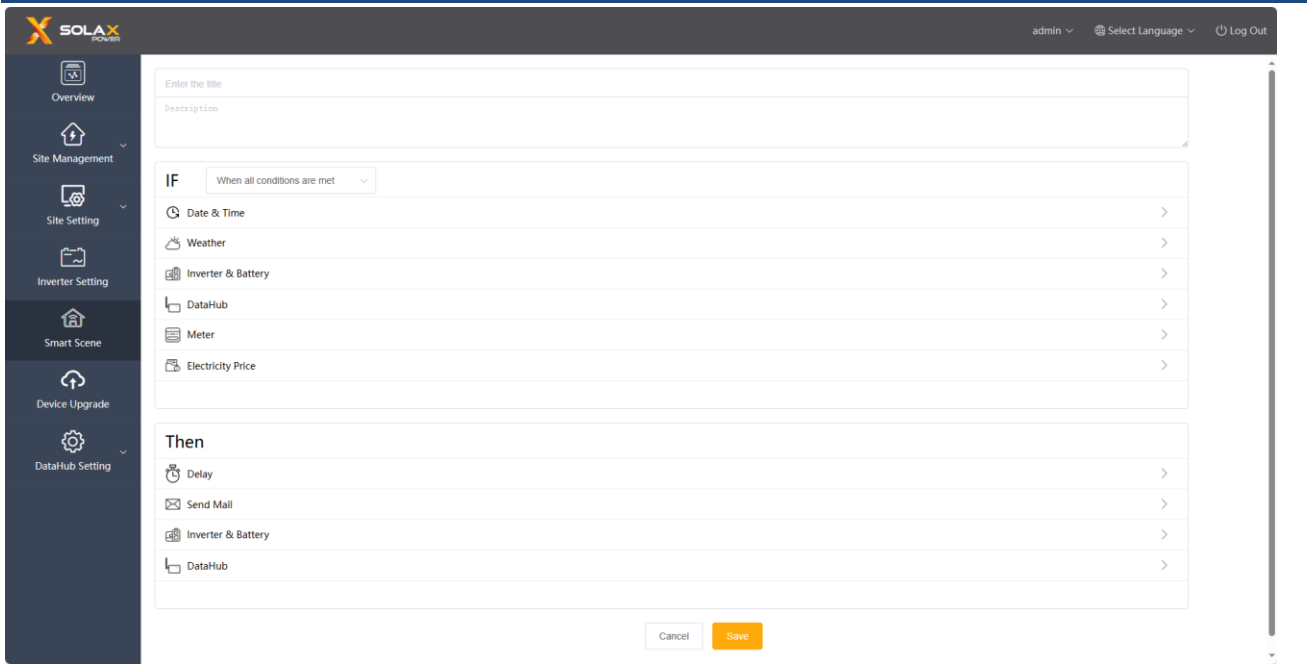 SOLAX
POWER
admin
Select Language
Log Out
Overview
Site Management
Site Setting
Inverter Setting
Smart Scene
Device Upgrade
DataHub Setting
Enter the title
Description
IF When all conditions are met
Date & Time
Weather
Inverter & Battery
DataHub
Meter
Electricity Price
Then
Delay
Send Mail
Inverter & Battery
DataHub
Cancel
Save